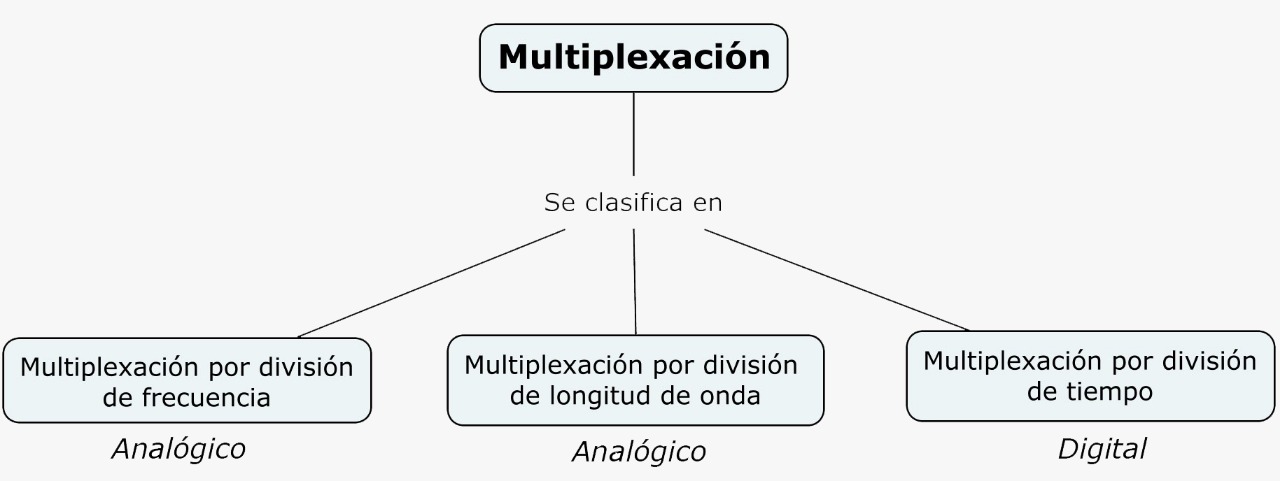 Multiplexación
Se clasifica en
Multiplexación por división
de frecuencia
Analógico
Multiplexación por división
de longitud de onda
Analógico
Multiplexación por división
de tiempo
Digital